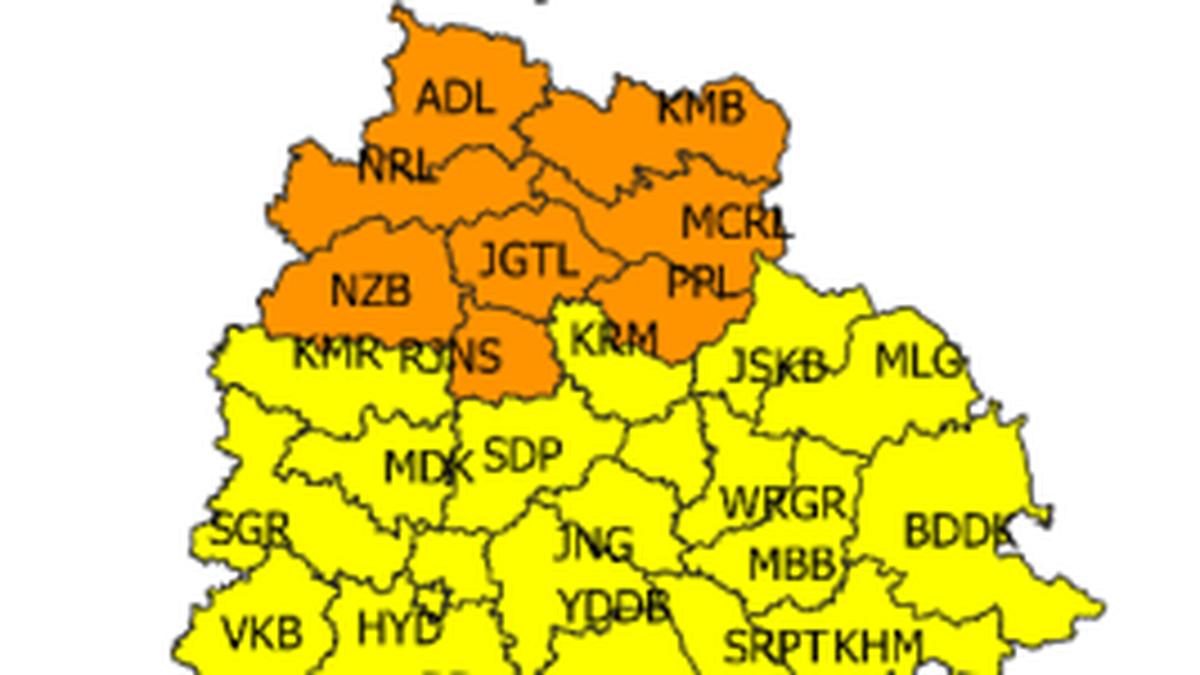 ADL
KMB
NRL
MCRL
JGTL
PPL
NZB
KRM
KMR RJNS
JSKB MLG
MDK SDP
WRGR
SGR
JNG
BDDK
MBB
YDDB
VKB HYD
SRPT KHM